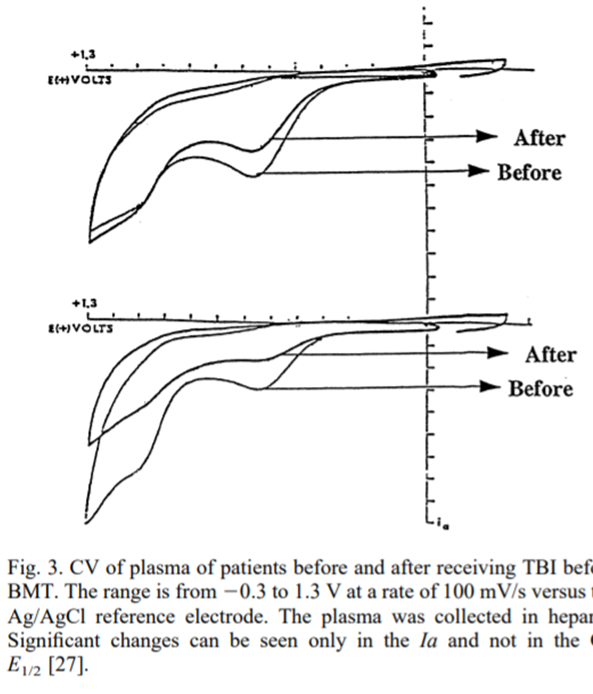 +1.3
E(+)VOLTS
After
Before
+1.3
E(+)VOLTS
After
Before
ia
Fig. 3. CV of plasma of patients before and after receiving TBI befo
BMT. The range is from −0.3 to 1.3 V at a rate of 100 mV/s versus
Ag/AgCl reference electrode. The plasma was collected in hepar
Significant changes can be seen only in the Ia and not in the
E1/2 [27].